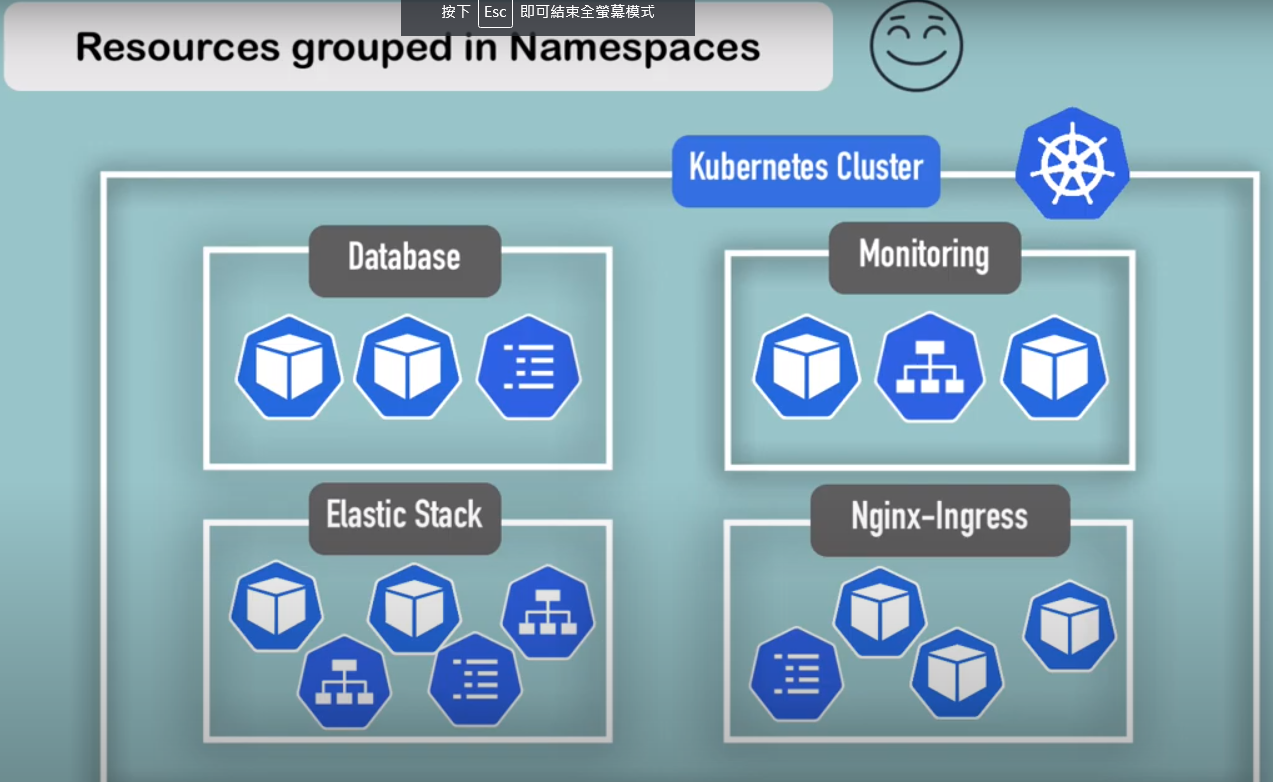 按下 Esc 即可結束全螢幕模式
Resources grouped in Namespaces
Kubernetes Cluster
Database
Monitoring
Elastic Stack
Nginx-Ingress